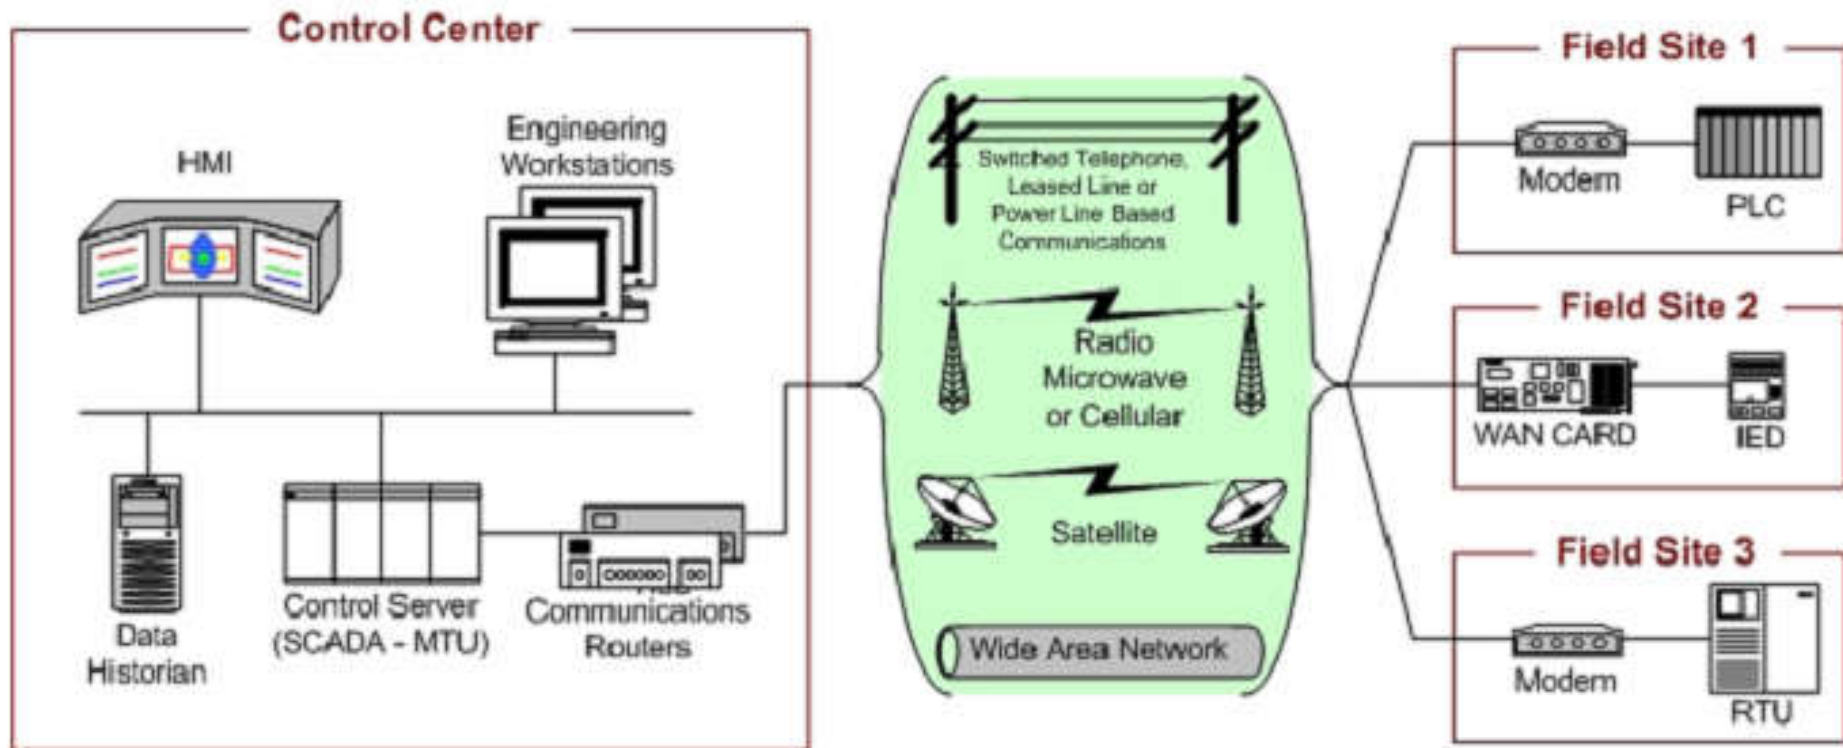 Control Center
HMI
Engineering
Workstations
Data
Historian
Control Server
(SCADA - MTU)
Communications
Routers
Switched Telephone,
Leased Line or
Power Line Based
Communications
Radio
Microwave
or Cellular
Satellite
Wide Area Network
Field Site 1
Modem
PLC
Field Site 2
WAN CARD
IED
Field Site 3
Modem
RTU